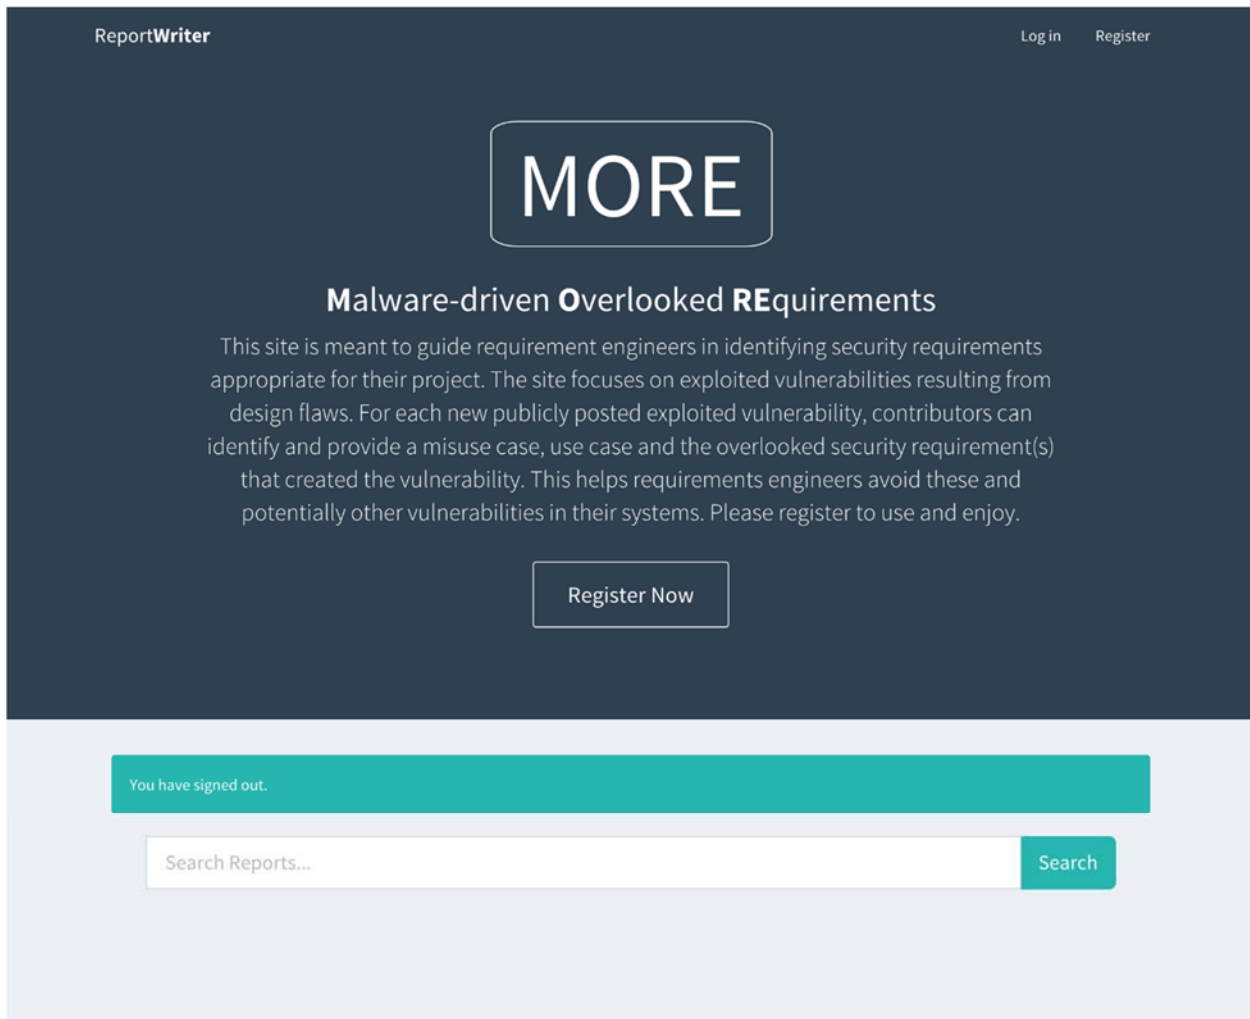 ReportWriter
Log in
Register
MORE
Malware-driven Overlooked REquirements
This site is meant to guide requirement engineers in identifying security requirements
appropriate for their project. The site focuses on exploited vulnerabilities resulting from
design flaws. For each new publicly posted exploited vulnerability, contributors can
identify and provide a misuse case, use case and the overlooked security requirement(s)
that created the vulnerability. This helps requirements engineers avoid these and
potentially other vulnerabilities in their systems. Please register to use and enjoy.
Register Now
You have signed out.
Search Reports...
Search